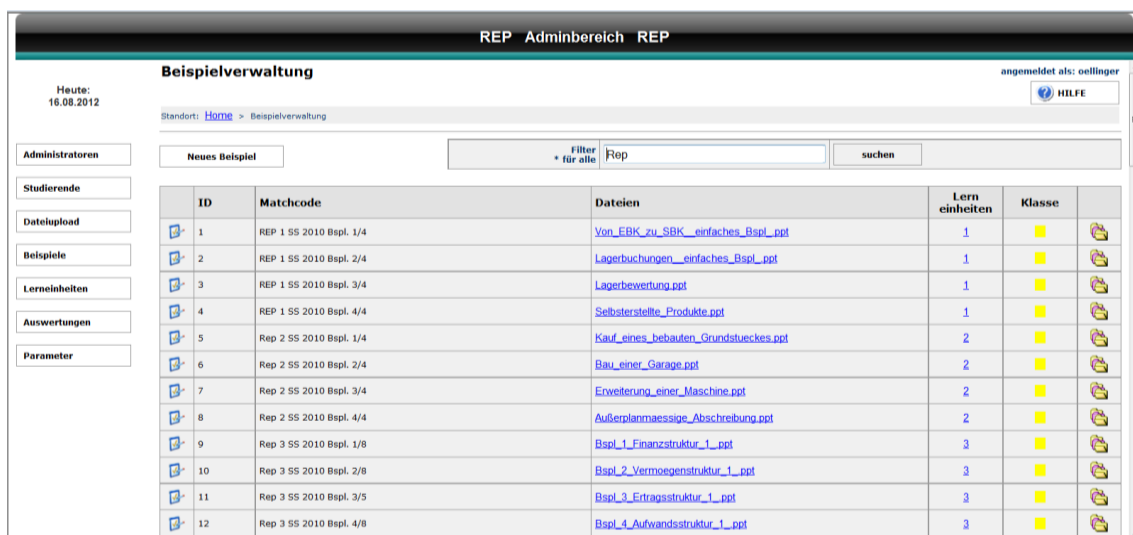 REP Adminbereich REP
Beispielverwaltung
angemeldet als: oellinger
Heute:
16.08.2012
HILFE
Standort: Home > Beispielverwaltung
Administratoren
Studierende
Dateiupload
Beispiele
Lerneinheiten
Auswertungen
Parameter
Neues Beispiel
Filter
* für alle
Rep
suchen
ID Matchcode Dateien Lern einheiten Klasse
1 REP 1 SS 2010 Bspl. 1/4 Von_EBK_zu_SBK__einfaches_Bspl_.ppt 1
2 REP 1 SS 2010 Bspl. 2/4 Lagerbuchungen__einfaches_Bspl_.ppt 1
3 REP 1 SS 2010 Bspl. 3/4 Lagerbewertung.ppt 1
4 REP 1 SS 2010 Bspl. 4/4 Selbsterstellte_Produkte.ppt 1
5 Rep 2 SS 2010 Bspl. 1/4 Kauf_eines_bebauten_Grundstueckes.ppt 2
6 Rep 2 SS 2010 Bspl. 2/4 Bau_einer_Garage.ppt 2
7 Rep 2 SS 2010 Bspl. 3/4 Erweiterung_einer_Maschine.ppt 2
8 Rep 2 SS 2010 Bspl. 4/4 Außerplanmaessige_Abschreibung.ppt 2
9 Rep 3 SS 2010 Bspl. 1/8 Bspl_1_Finanzstruktur_1_.ppt 3
10 Rep 3 SS 2010 Bspl. 2/8 Bspl_2_Vermoegenstruktur_1_.ppt 3
11 Rep 3 SS 2010 Bspl. 3/5 Bspl_3_Ertragsstruktur_1_.ppt 3
12 Rep 3 SS 2010 Bspl. 4/8 Bspl_4_Aufwandsstruktur_1_.ppt 3